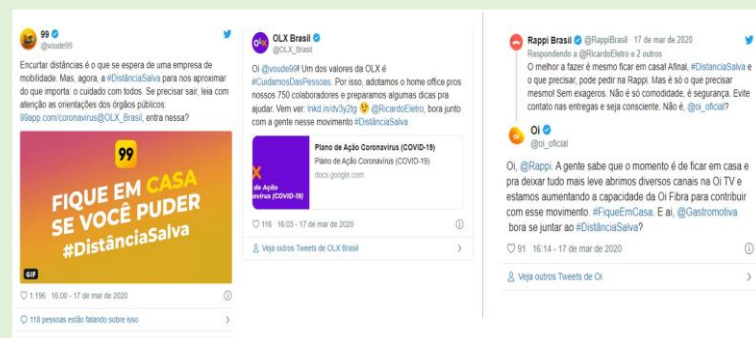 99
@voude99
Encurtar distâncias é o que se espera de uma empresa de
mobilidade. Mas, agora, a #DistânciaSalva para nos aproximar
do que importa: o cuidado com todos. Se precisar sair, leia com
atenção as orientações dos órgãos públicos:
99app.com/coronavirus@OLX_Brasil, entra nessa?
99
FIQUE EM CASA
SE VOCÊ PUDER
#DistânciaSalva
GIF
1.196 16:00 - 17 de mar de 2020
118 pessoas estão falando sobre isso
OLX
OLX Brasil
@OLX_Brasil
Oi @voude99! Um dos valores da OLX é
#CuidamosDasPessoas. Por isso, adotamos o home office pros
nossos 750 colaboradores e preparamos algumas dicas pra
ajudar. Vem ver: lnkd.in/dv3y2tg @RicardoEletro, bora junto
com a gente nesse movimento #DistânciaSalva
de Ação
avírus (COVID-19)
Plano de Ação Coronavírus (COVID-19)
Plano de Ação Coronavírus (COVID-19)
docs.google.com
116 16:03 - 17 de mar de 2020
Veja outros Tweets de OLX Brasil
Rappi Brasil @RappiBrasil · 17 de mar de 2020
Respondendo a @RicardoEletro e 2 outros
O melhor a fazer é mesmo ficar em casa! Afinal, #DistanciaSalva e
o que precisar, pode pedir na Rappi. Mas é só o que precisar
mesmo! Sem exageros. Não é só comodidade, é segurança. Evite
contato nas entregas e seja consciente. Não é, @oi_oficial?
oi
Oi
@oi_oficial
Oi, @Rappi. A gente sabe que o momento é de ficar em casa e
pra deixar tudo mais leve abrimos diversos canais na Oi TV e
estamos aumentando a capacidade da Oi Fibra para contribuir
com esse movimento. #FiqueEmCasa. E aí, @Gastromotiva
bora se juntar ao #DistânciaSalva?
91 16:14 - 17 de mar de 2020
Veja outros Tweets de Oi